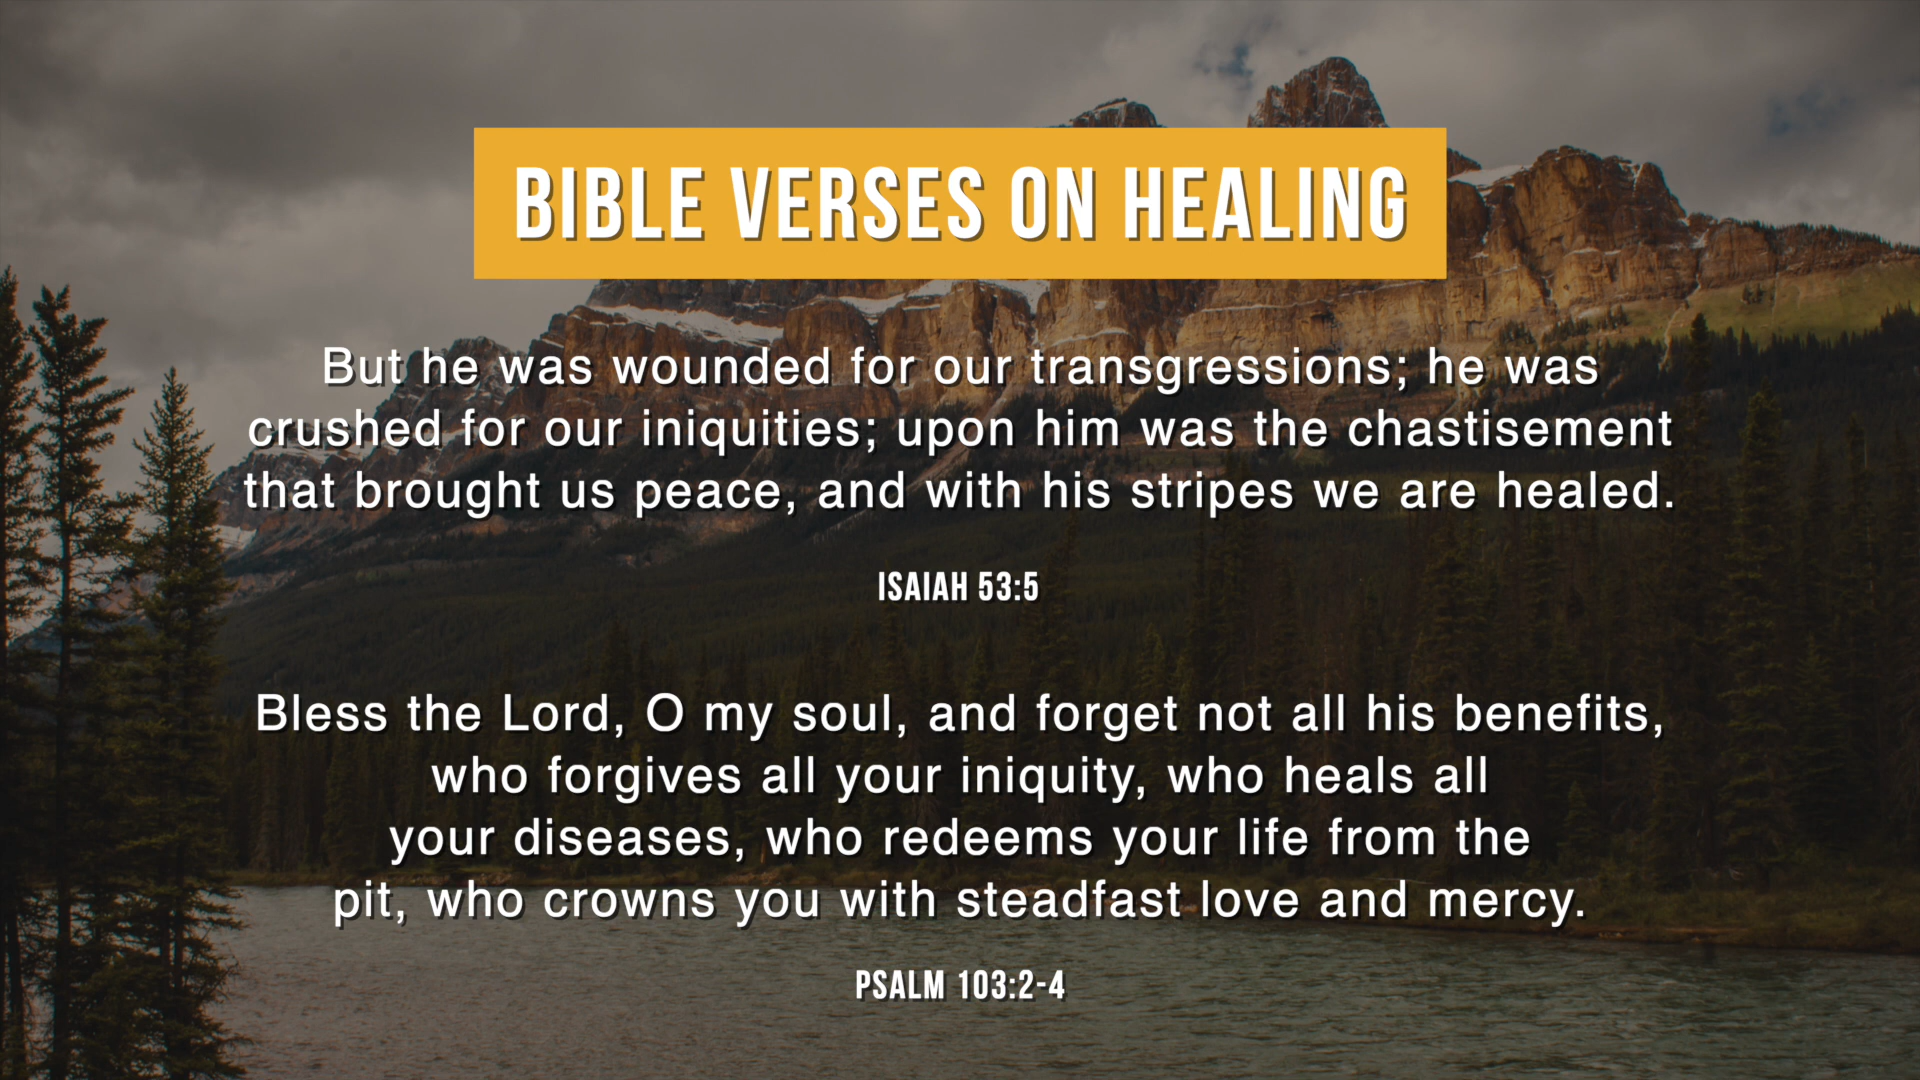 BIBLE VERSES ON HEALING
But he was wounded for our transgressions; he was
crushed for our iniquities; upon him was the chastisement
that brought us peace, and with his stripes we are healed.
ISAIAH 53:5
Bless the Lord, O my soul, and forget not all his benefits,
who forgives all your iniquity, who heals all
your diseases, who redeems your life from the
pit, who crowns you with steadfast love and mercy.
PSALM 103:2-4